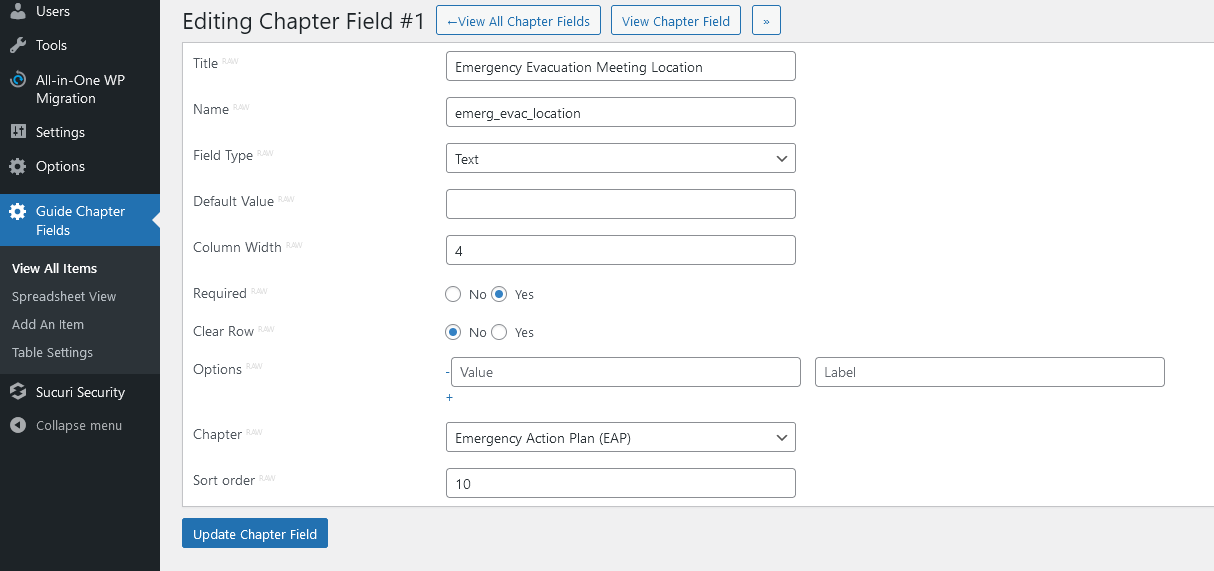 Users
Tools
All-in-One WP
Migration
Settings
Options
Guide Chapter
Fields
View All Items
Spreadsheet View
Add An Item
Table Settings
Sucuri Security
Collapse menu
Editing Chapter Field #1 ←View All Chapter Fields View Chapter Field »
Title RAW Emergency Evacuation Meeting Location
Name RAW emerg_evac_location
Field Type RAW Text
Default Value RAW
Column Width RAW 4
Required RAW No Yes
Clear Row RAW No Yes
Options RAW - Value Label
+
Chapter RAW Emergency Action Plan (EAP)
Sort order RAW 10
Update Chapter Field